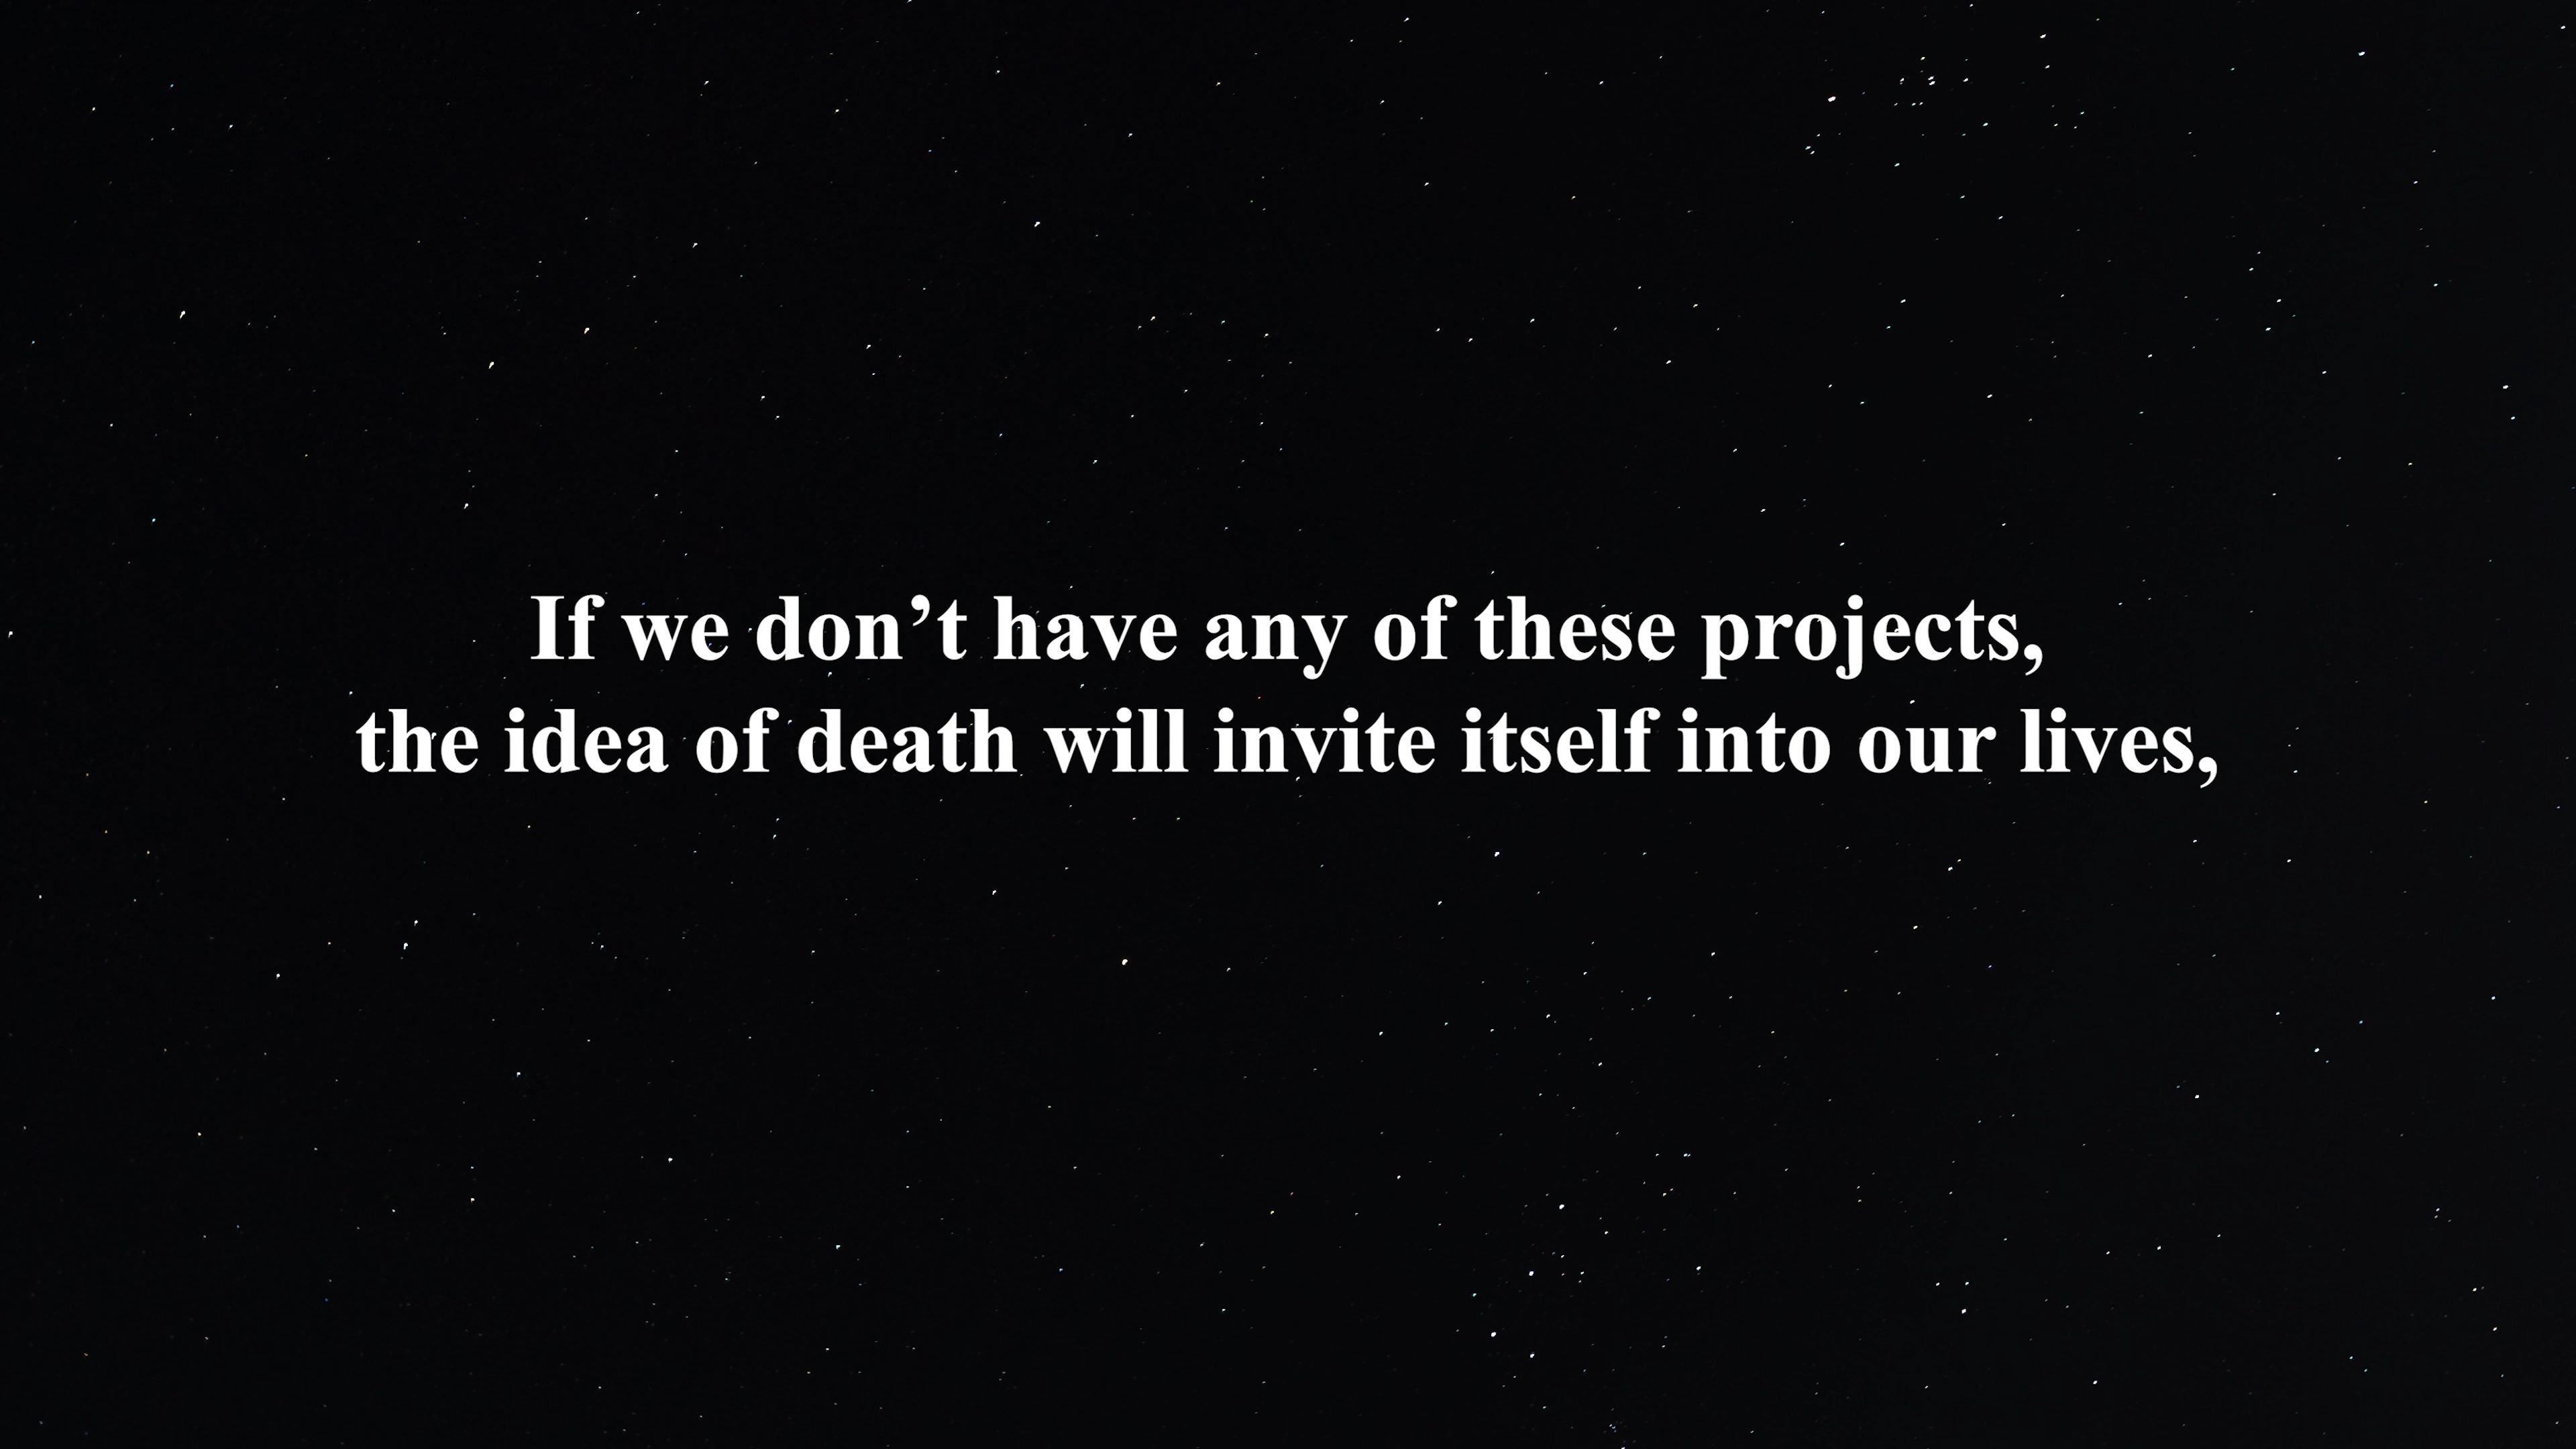 If we don’t have any of these projects,
the idea of death will invite itself into our lives,